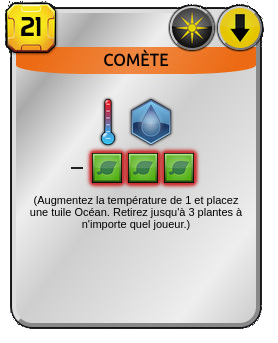 21
COMÈTE
(Augmentez la température de 1 et placez
une tuile Océan. Retirez jusqu'à 3 plantes à
n'importe quel joueur.)